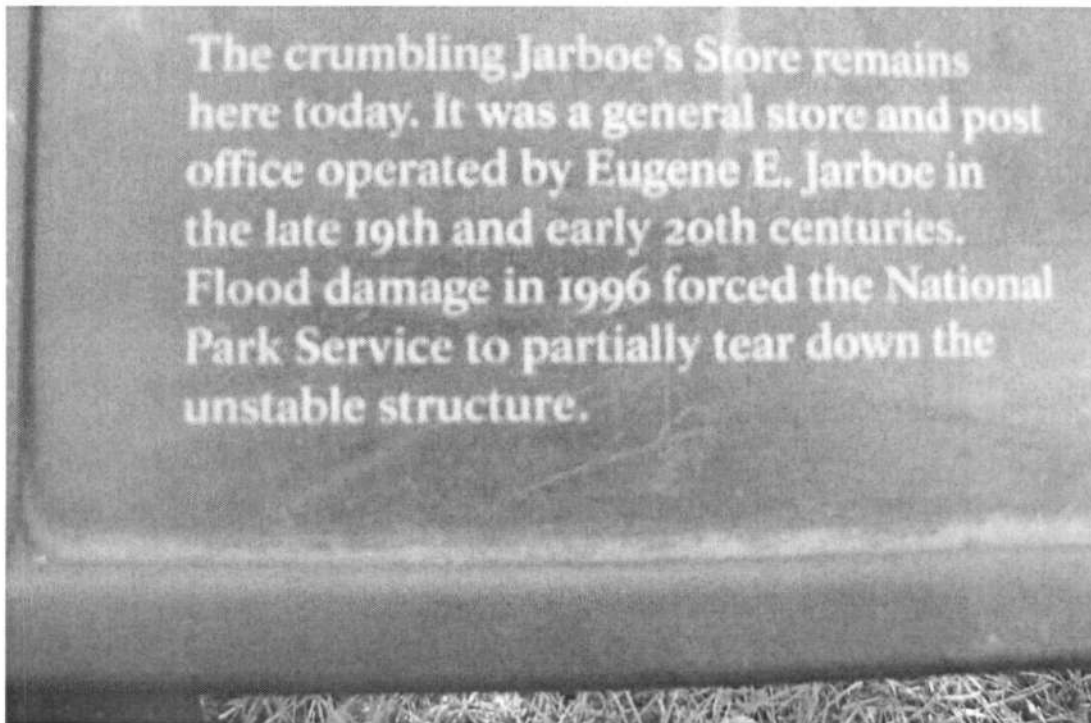 The crumbling Jarboe's Store remains
here today. It was a general store and post
office operated by Eugene E. Jarboe in
the late 19th and early 20th centuries.
Flood damage in 1996 forced the National
Park Service to partially tear down the
unstable structure.